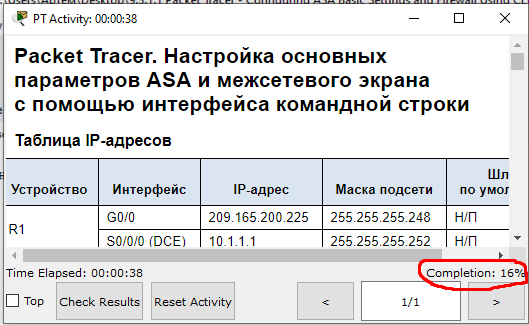 PT Activity: 00:00:38
Packet Tracer. Настройка основных
параметров ASA и межсетевого экрана
с помощью интерфейса командной строки
Таблица IP-адресов
Устройство Интерфейс IP-адрес Маска подсети Шл
по умол
R1 G0/0 209.165.200.225 255.255.255.248 Н/П
S0/0/0 (DCE) 10.1.1.1 255.255.255.252 Н/П
Time Elapsed: 00:00:38 Completion: 16%
Top Check Results Reset Activity < 1/1 >